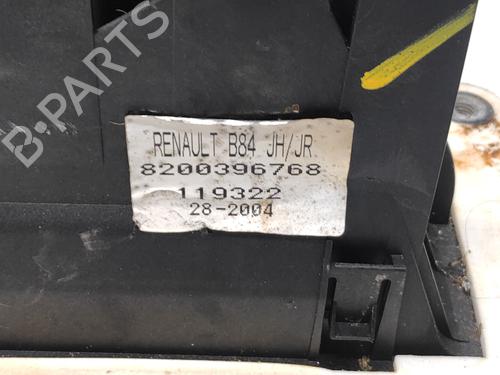 B-PARTS
RENAULT B84 JH/JR
8200396768
119322
28-2004